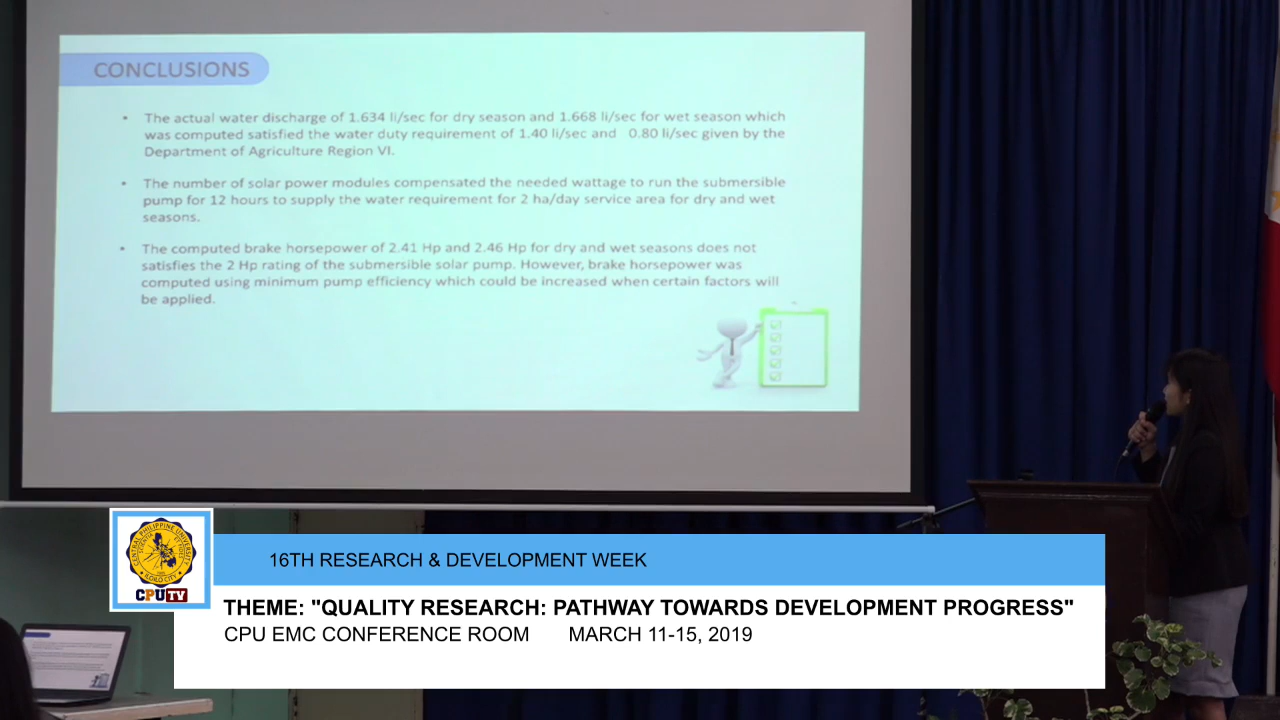 CONCLUSIONS
• The actual water discharge of 1.634 li/sec for dry season and 1.668 li/sec for wet season which
was computed satisfied the water duty requirement of 1.40 li/sec and 0.80 li/sec given by the
Department of Agriculture Region VI.
• The number of solar power modules compensated the needed wattage to run the submersible
pump for 12 hours to supply the water requirement for 2 ha/day service area for dry and wet
seasons.
• The computed brake horsepower of 2.41 Hp and 2.46 Hp for dry and wet seasons does not
satisfies the 2 Hp rating of the submersible solar pump. However, brake horsepower was
computed using minimum pump efficiency which could be increased when certain factors will
be applied.
CENTRAL PHILIPPINE UNIVERSITY
ILOILO CITY
CPUTV
16TH RESEARCH & DEVELOPMENT WEEK
THEME: "QUALITY RESEARCH: PATHWAY TOWARDS DEVELOPMENT PROGRESS"
CPU EMC CONFERENCE ROOM MARCH 11-15, 2019